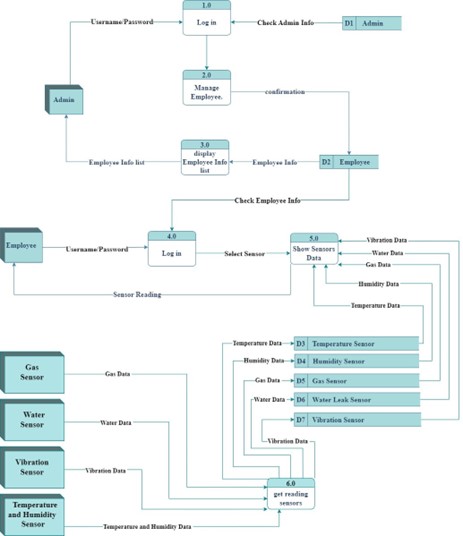 1.0
Username/Password
Log in
Check Admin Info
D1 Admin
2.0
Manage
Employee.
confirmation
Admin
3.0
display
Employee Info
list
Employee Info list
Employee Info
D2 Employee
Check Employee Info
Employee
Username/Password
4.0
Log in
Select Sensor
5.0
Show Sensors
Data
Vibration Data
Water Data
Gas Data
Humidity Data
Temperature Data
Sensor Reading
Temperature Data
D3 Temperature Sensor
Humidity Data
D4 Humidity Sensor
Gas Data
D5 Gas Sensor
Water Data
D6 Water Leak Sensor
D7 Vibration Sensor
Vibration Data
Gas
Sensor
Gas Data
Water
Sensor
Water Data
Vibration
Sensor
Vibration Data
6.0
get reading
sensors
Temperature
and Humidity
Sensor
Temperature and Humidity Data